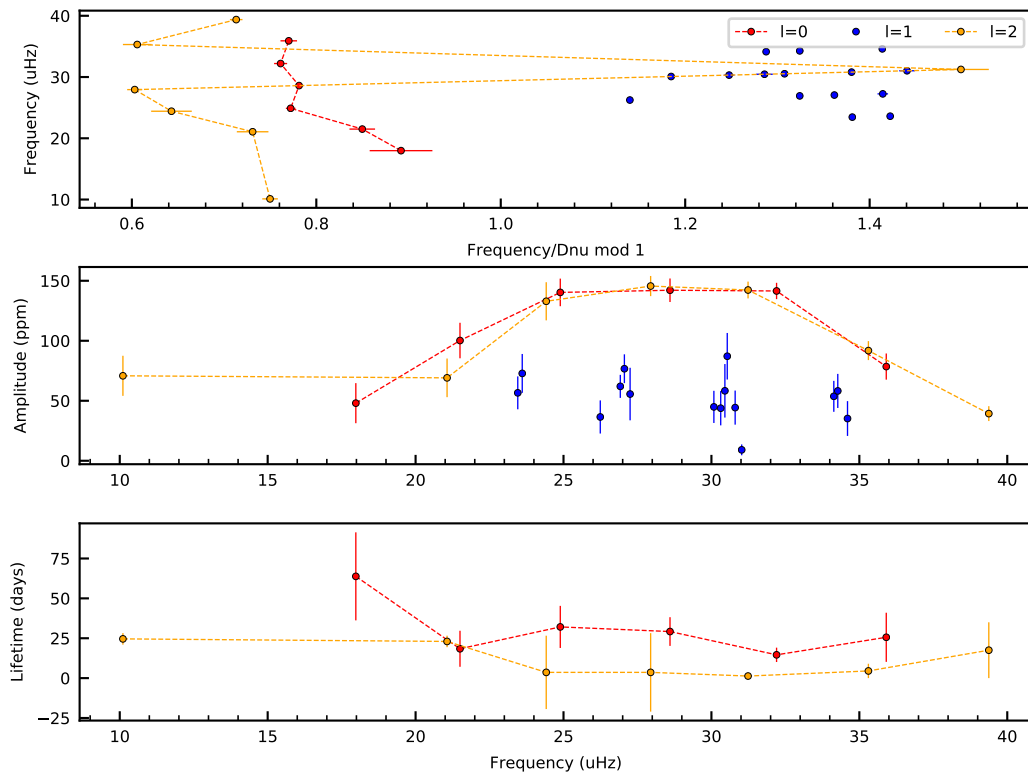 40
30
20
10
Frequency (uHz)
l=0 l=1 l=2
0.6 0.8 1.0 1.2 1.4
Frequency/Dnu mod 1
150
100
50
0
Amplitude (ppm)
10 15 20 25 30 35 40
75
50
25
0
−25
Lifetime (days)
10 15 20 25 30 35 40
Frequency (uHz)